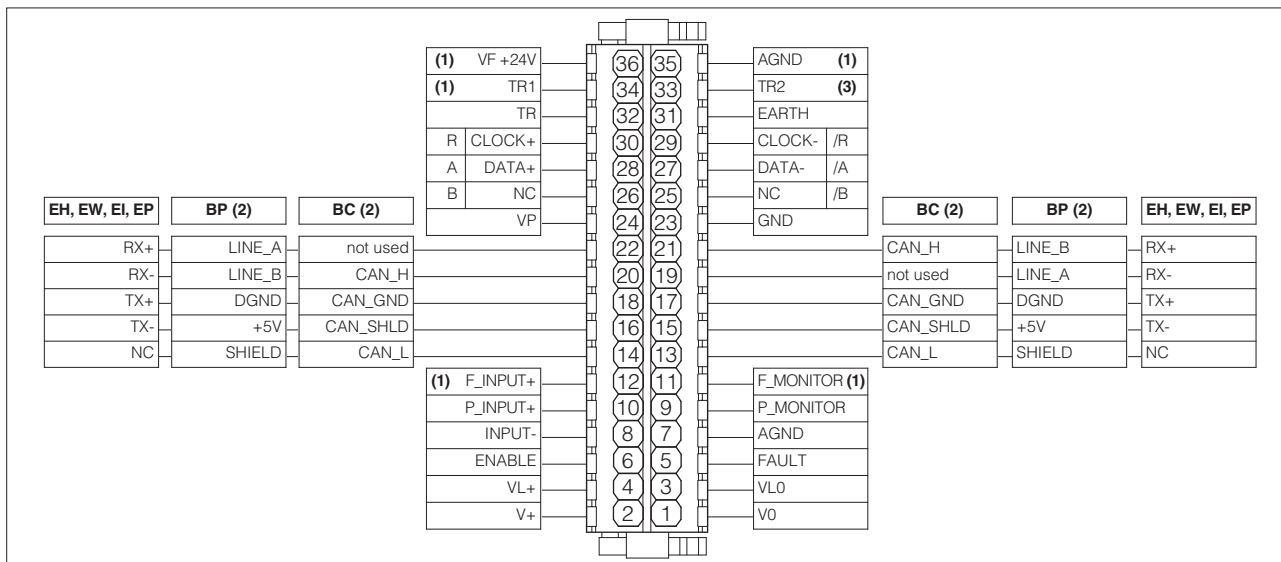 (1) VF +24V 36 35 AGND (1)
(1) TR1 34 33 TR2 (3)
TR 32 31 EARTH
R CLOCK+ 30 29 CLOCK- /R
A DATA+ 28 27 DATA- /A
B NC 26 25 NC /B
VP 24 23 GND
EH, EW, EI, EP BP (2) BC (2) BC (2) BP (2) EH, EW, EI, EP
RX+ LINE_A not used 22 21 CAN_H LINE_B RX+
RX- LINE_B CAN_H 20 19 not used LINE_A RX-
TX+ DGND CAN_GND 18 17 CAN_GND DGND TX+
TX- +5V CAN_SHLD 16 15 CAN_SHLD +5V TX-
NC SHIELD CAN_L 14 13 CAN_L SHIELD NC
(1) F_INPUT+ 12 11 F_MONITOR (1)
P_INPUT+ 10 9 P_MONITOR
INPUT- 8 7 AGND
ENABLE 6 5 FAULT
VL+ 4 3 VL0
V+ 2 1 V0